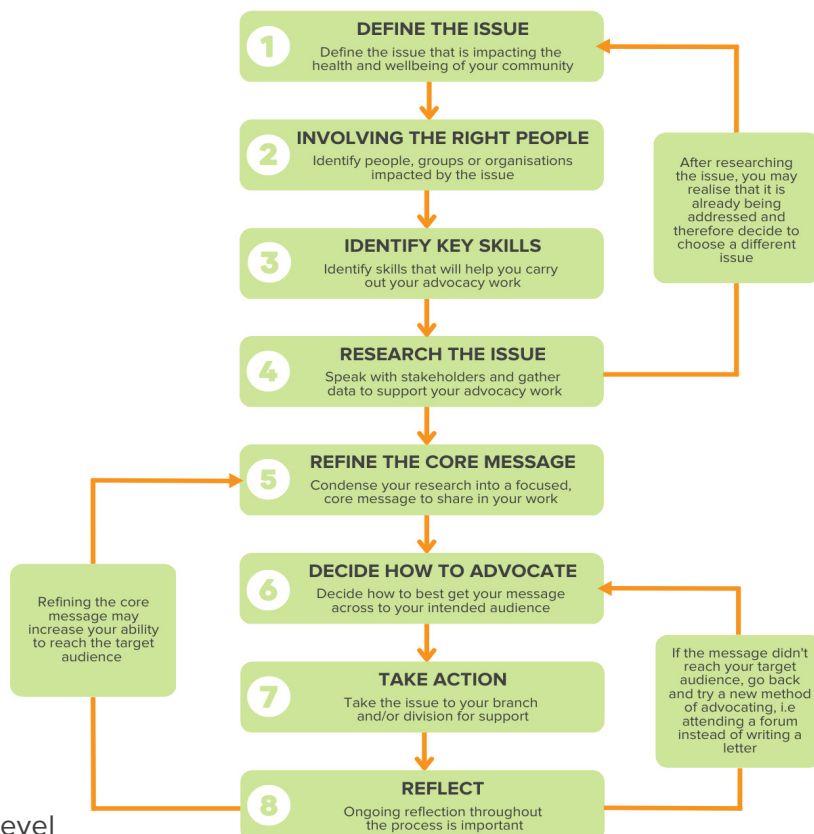 1
DEFINE THE ISSUE
Define the issue that is impacting the
health and wellbeing of your community
2
INVOLVING THE RIGHT PEOPLE
Identify people, groups or organisations
impacted by the issue
3
IDENTIFY KEY SKILLS
Identify skills that will help you carry
out your advocacy work
4
RESEARCH THE ISSUE
Speak with stakeholders and gather
data to support your advocacy work
After researching
the issue, you may
realise that it is
already being
addressed and
therefore decide to
choose a different
issue
5
REFINE THE CORE MESSAGE
Condense your research into a focused,
core message to share in your work
6
DECIDE HOW TO ADVOCATE
Decide how to best get your message
across to your intended audience
7
TAKE ACTION
Take the issue to your branch
and/or division for support
8
REFLECT
Ongoing reflection throughout
the process is important
Refining the core
message may
increase your ability
to reach the target
audience
If the message didn't
reach your target
audience, go back
and try a new method
of advocating, i.e
attending a forum
instead of writing a
letter
evel